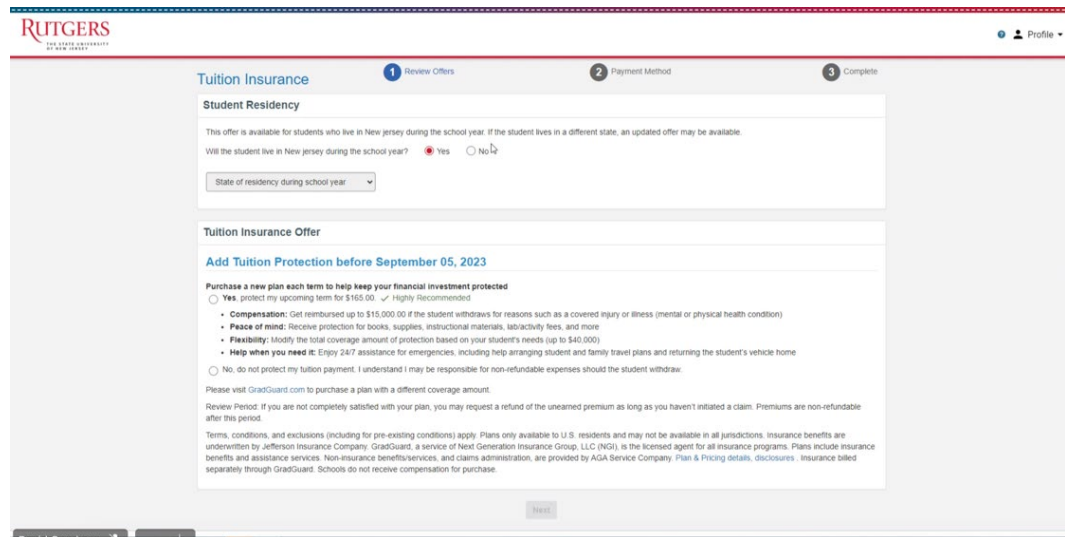 RUTGERS
THE STATE UNIVERSITY
OF NEW JERSEY
Profile
Tuition Insurance
1 Review Offers
2 Payment Method
3 Complete
Student Residency
This offer is available for students who live in New jersey during the school year. If the student lives in a different state, an updated offer may be available.
Will the student live in New jersey during the school year? Yes No
State of residency during school year
Tuition Insurance Offer
Add Tuition Protection before September 05, 2023
Purchase a new plan each term to help keep your financial investment protected
Yes, protect my upcoming term for $165.00. ✓ Highly Recommended
• Compensation: Get reimbursed up to $15,000.00 if the student withdraws for reasons such as a covered injury or illness (mental or physical health condition)
• Peace of mind: Receive protection for books, supplies, instructional materials, lab/activity fees, and more
• Flexibility: Modify the total coverage amount of protection based on your student's needs (up to $40,000)
• Help when you need it: Enjoy 24/7 assistance for emergencies, including help arranging student and family travel plans and returning the student's vehicle home
No, do not protect my tuition payment. I understand I may be responsible for non-refundable expenses should the student withdraw.
Please visit GradGuard.com to purchase a plan with a different coverage amount.
Review Period: If you are not completely satisfied with your plan, you may request a refund of the unearned premium as long as you haven't initiated a claim. Premiums are non-refundable
after this period.
Terms, conditions, and exclusions (including for pre-existing conditions) apply. Plans only available to U.S. residents and may not be available in all jurisdictions. Insurance benefits are
underwritten by Jefferson Insurance Company. GradGuard, a service of Next Generation Insurance Group, LLC (NGI), is the licensed agent for all insurance programs. Plans include insurance
benefits and assistance services. Non-insurance benefits/services, and claims administration, are provided by AGA Service Company. Plan & Pricing details, disclosures . Insurance billed
separately through GradGuard. Schools do not receive compensation for purchase.
Next